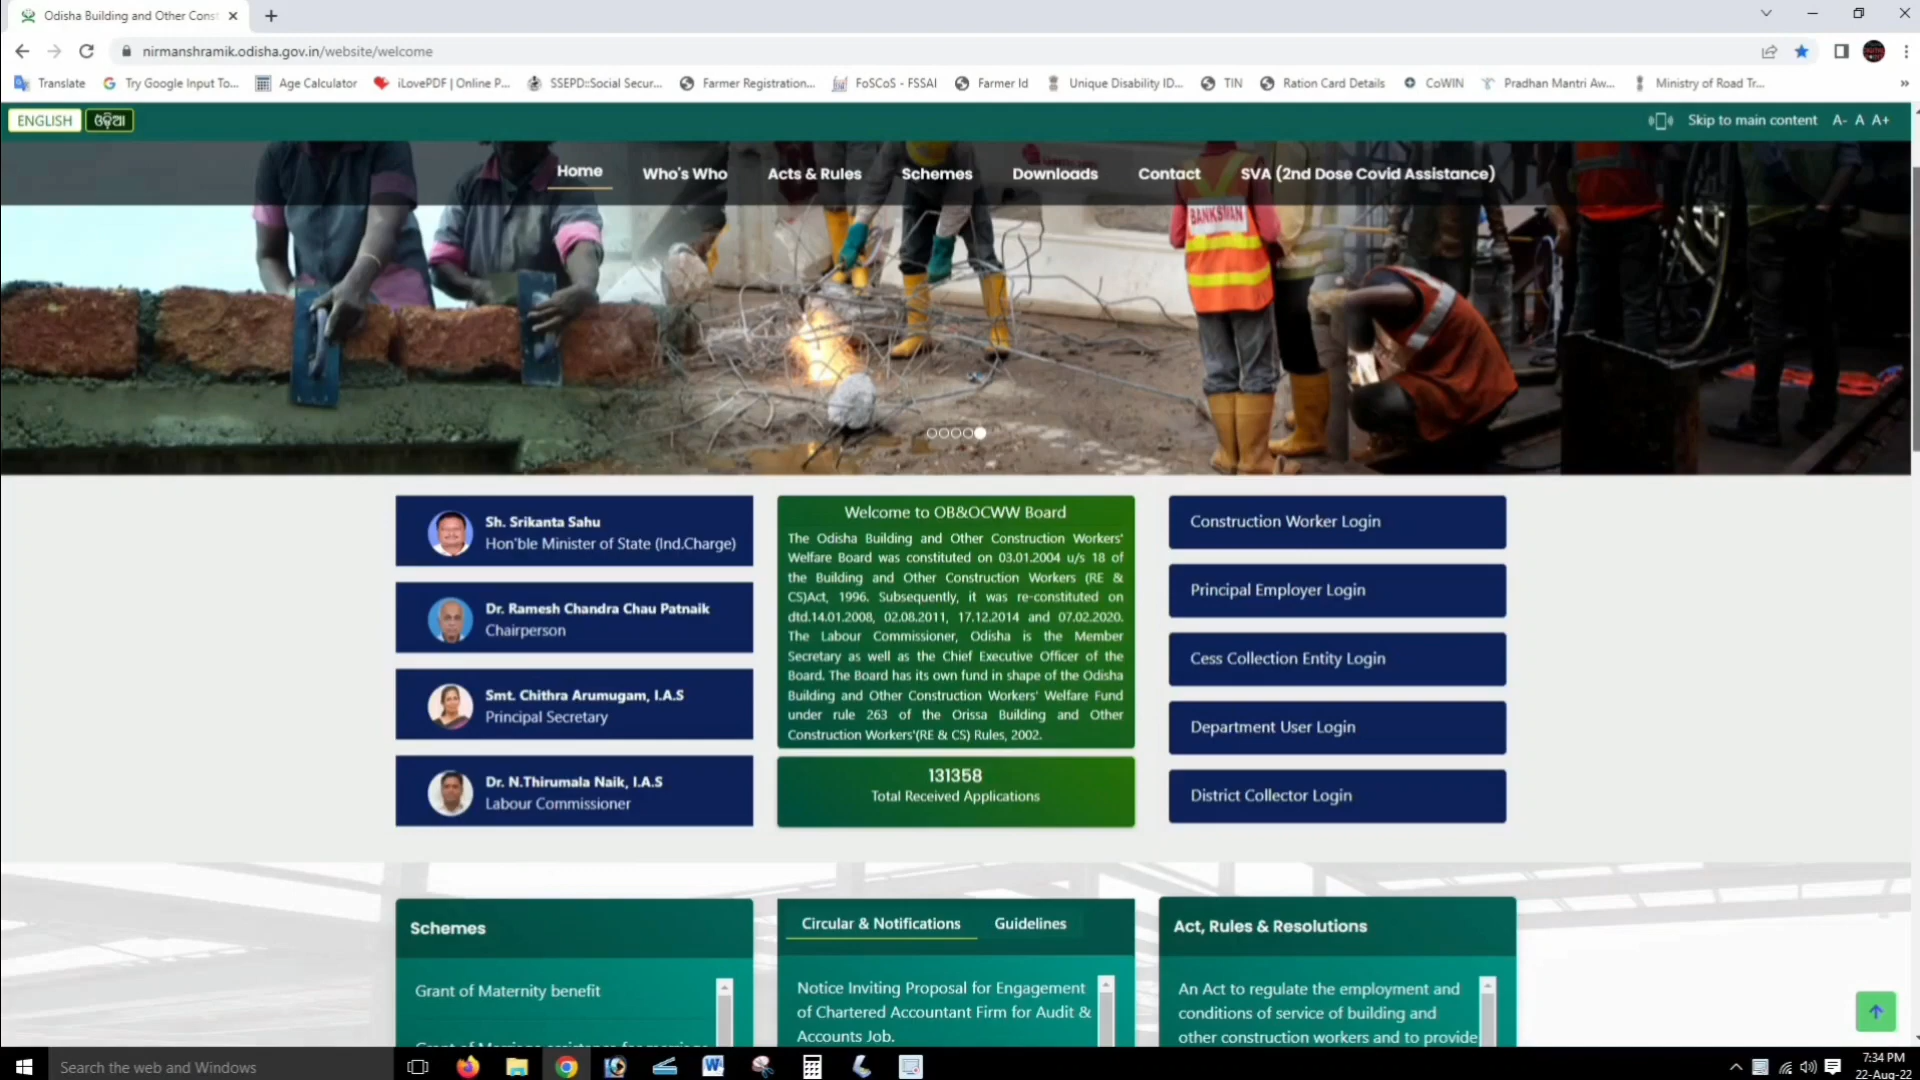 Odisha Building and Other Const
nirmanshramik.odisha.gov.in/website/welcome
Translate
Try Google Input To...
Age Calculator
iLovePDF | Online P...
SSEPD::Social Secur...
Farmer Registration...
FoSCoS - FSSAI
Farmer Id
Unique Disability ID...
TIN
Ration Card Details
CoWIN
Pradhan Mantri Aw...
Ministry of Road Tr...
ENGLISH
ଓଡ଼ିଆ
Skip to main content
A- A A+
Home
Who's Who
Acts & Rules
Schemes
Downloads
Contact
SVA (2nd Dose Covid Assistance)
BANKSMAN
Sh. Srikanta Sahu
Hon'ble Minister of State (Ind.Charge)
Dr. Ramesh Chandra Chau Patnaik
Chairperson
Smt. Chithra Arumugam, I.A.S
Principal Secretary
Dr. N.Thirumala Naik, I.A.S
Labour Commissioner
Welcome to OB&OCWW Board
The Odisha Building and Other Construction Workers'
Welfare Board was constituted on 03.01.2004 u/s 18 of
the Building and Other Construction Workers (RE &
CS)Act, 1996. Subsequently, it was re-constituted on
dtd.14.01.2008, 02.08.2011, 17.12.2014 and 07.02.2020.
The Labour Commissioner, Odisha is the Member
Secretary as well as the Chief Executive Officer of the
Board. The Board has its own fund in shape of the Odisha
Building and Other Construction Workers' Welfare Fund
under rule 263 of the Orissa Building and Other
Construction Workers'(RE & CS) Rules, 2002.
131358
Total Received Applications
Construction Worker Login
Principal Employer Login
Cess Collection Entity Login
Department User Login
District Collector Login
Schemes
Grant of Maternity benefit
Grant of Marriage assistance for marriage
Circular & Notifications
Guidelines
Notice Inviting Proposal for Engagement
of Chartered Accountant Firm for Audit &
Accounts Job.
Act, Rules & Resolutions
An Act to regulate the employment and
conditions of service of building and
other construction workers and to provide
Search the web and Windows
7:34 PM
22-Aug-22